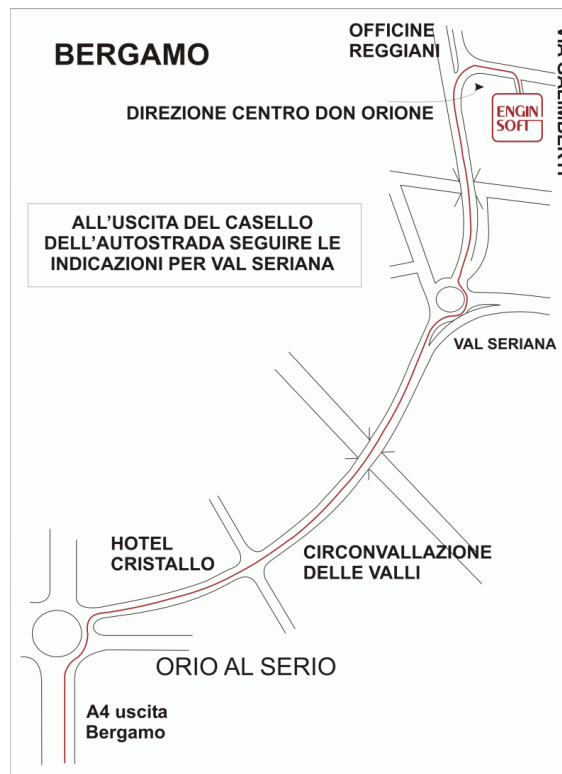 BERGAMO
OFFICINE
REGGIANI
DIREZIONE CENTRO DON ORIONE
ENGIN
SOFT
ALL'USCITA DEL CASELLO
DELL'AUTOSTRADA SEGUIRE LE
INDICAZIONI PER VAL SERIANA
VAL SERIANA
HOTEL
CRISTALLO
CIRCONVALLAZIONE
DELLE VALLI
ORIO AL SERIO
A4 uscita
Bergamo